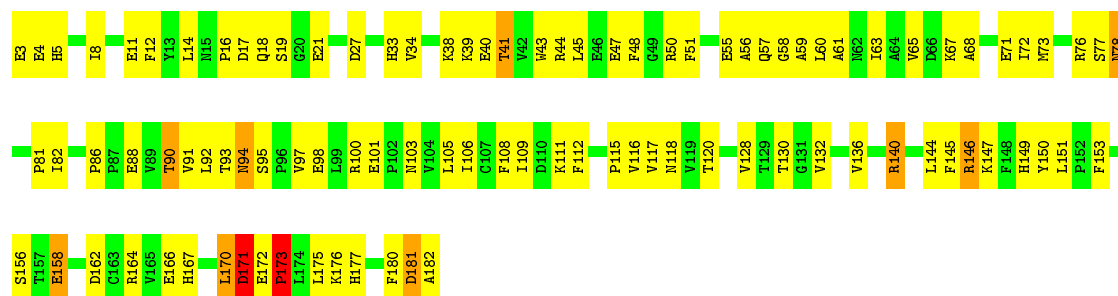 E3 E4 H5 I8 E11 F12 Y13 L14 N15 P16 D17 Q18 S19 G20 E21 D27 H33 V34 K38 K39 E40 T41 V42 W43 R44 L45 E46 E47 F48 G49 R50 F51 E55 A56 Q57 G58 A59 L60 A61 N62 I63 A64 V65 D66 K67 A68 E71 I72 M73 R76 S77 N78
P81 I82 P86 P87 E88 V89 T90 V91 L92 T93 N94 S95 P96 V97 E98 L99 R100 E101 P102 N103 V104 L105 I106 C107 F108 I109 D110 K111 F112 P115 V116 V117 N118 V119 T120 V128 T129 T130 G131 V132 V136 R140 L144 F145 R146 K147 F148 H149 Y150 L151 P152 F153
S156 T157 E158 D162 C163 R164 V165 E166 H167 L170 D171 E172 P173 L174 L175 K176 H177 F180 D181 A182